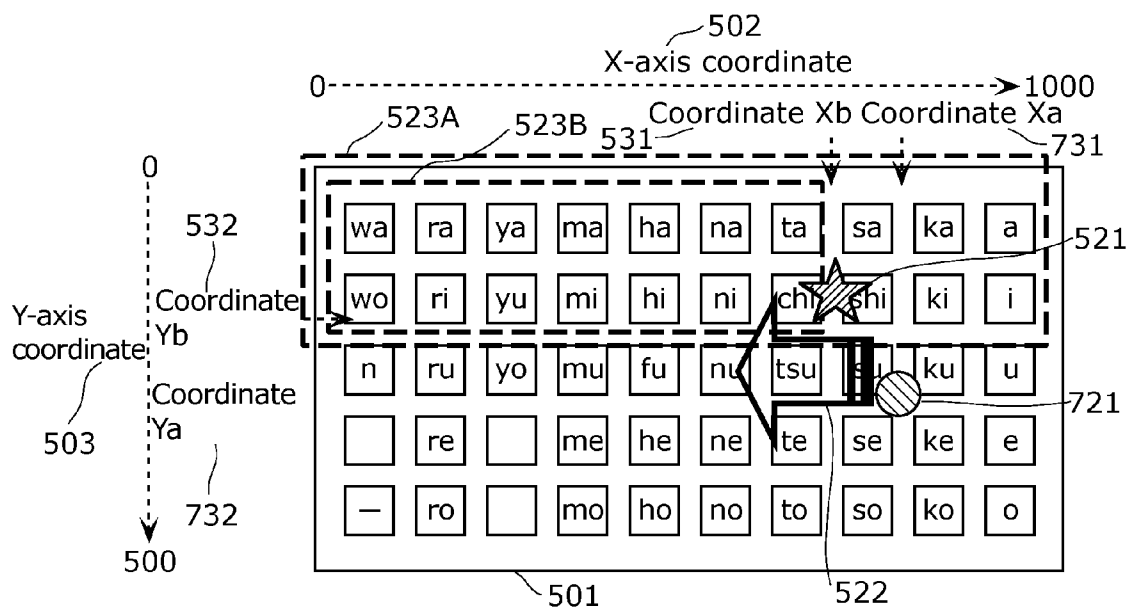 502
X-axis coordinate
0 1000
523A 523B 531 Coordinate Xb Coordinate Xa 731
0
532
wa ra ya ma ha na ta sa ka a
521
Coordinate Yb
wo ri yu mi hi ni chi shi ki i
Y-axis coordinate
503
n ru yo mu fu nu tsu su ku u
Coordinate Ya
721
re me he ne te se ke e
732
— ro mo ho no to so ko o
500
501
522